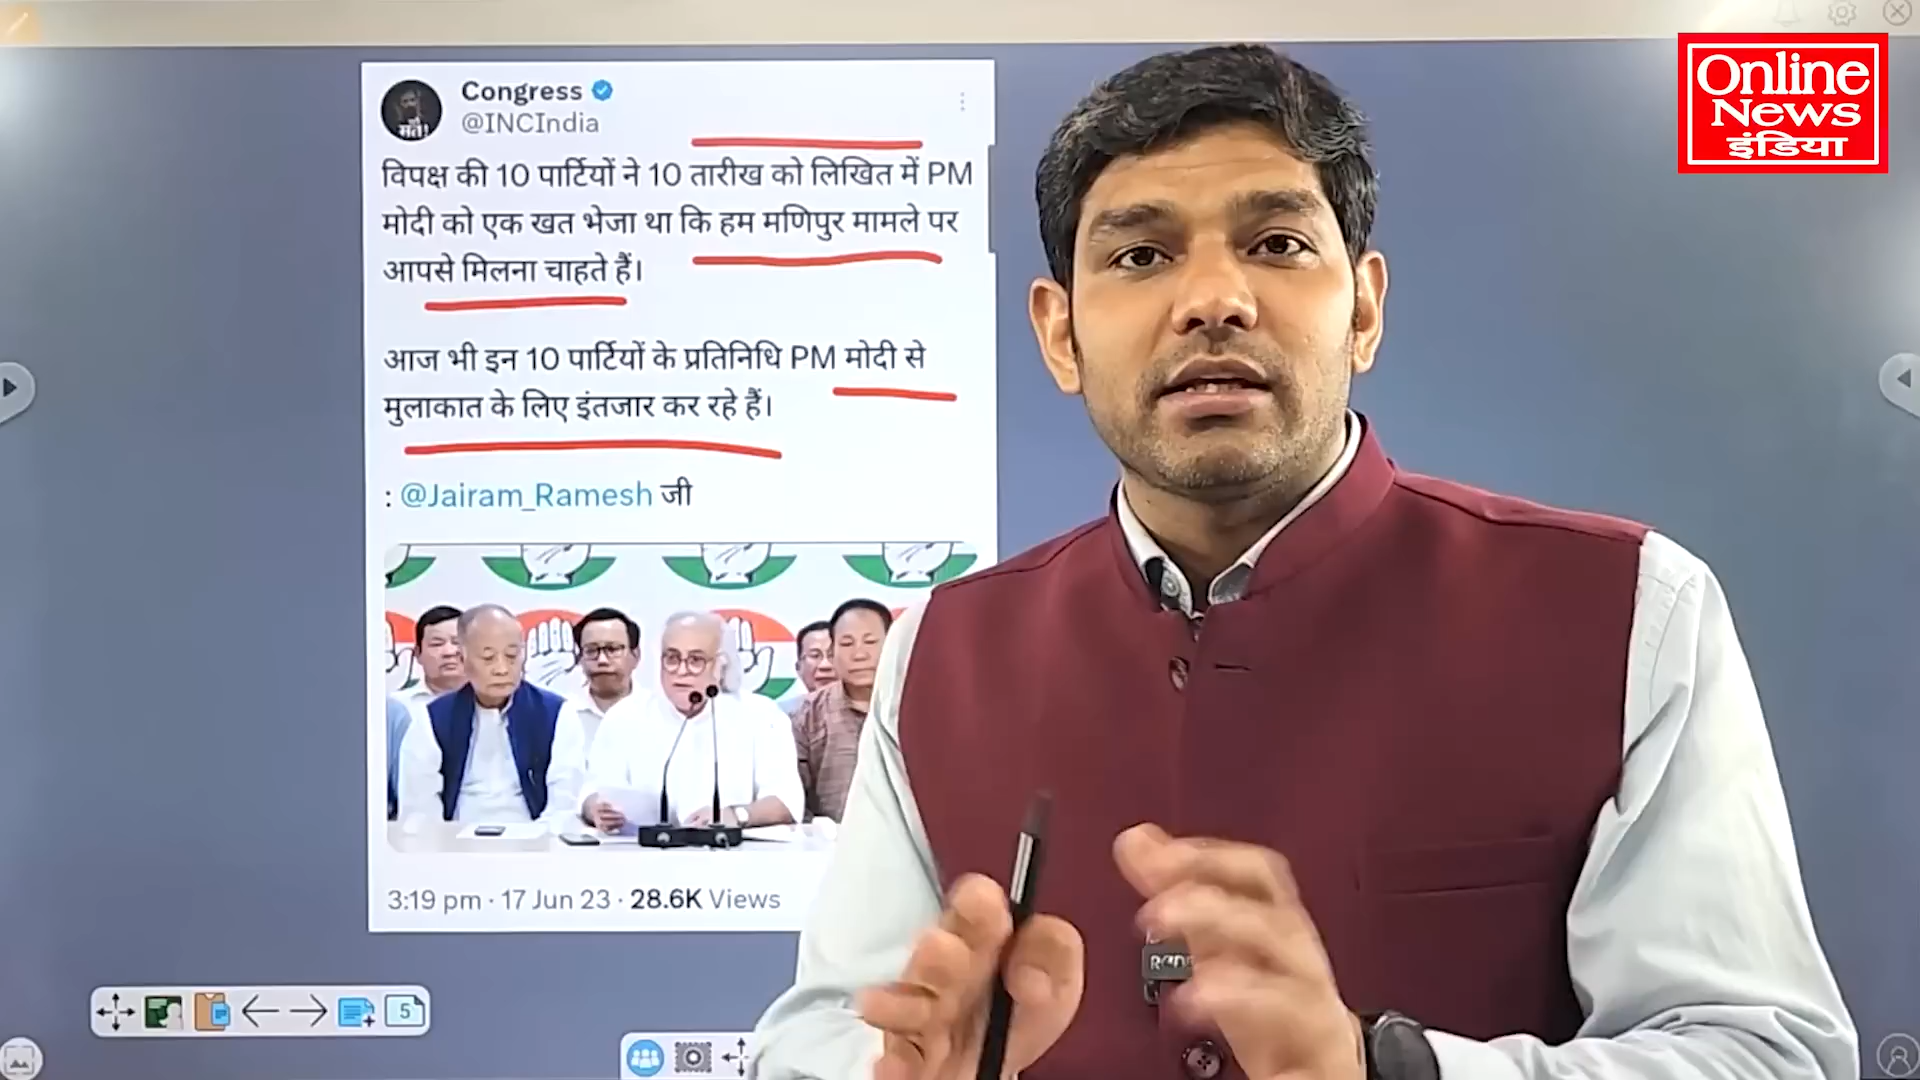 Congress
@INCIndia
विपक्ष की 10 पार्टियों ने 10 तारीख को लिखित में PM
मोदी को एक खत भेजा था कि हम मणिपुर मामले पर
आपसे मिलना चाहते हैं।
आज भी इन 10 पार्टियों के प्रतिनिधि PM मोदी से
मुलाकात के लिए इंतजार कर रहे हैं।
: @Jairam_Ramesh जी
3:19 pm · 17 Jun 23 · 28.6K Views
Online
News
इंडिया
5